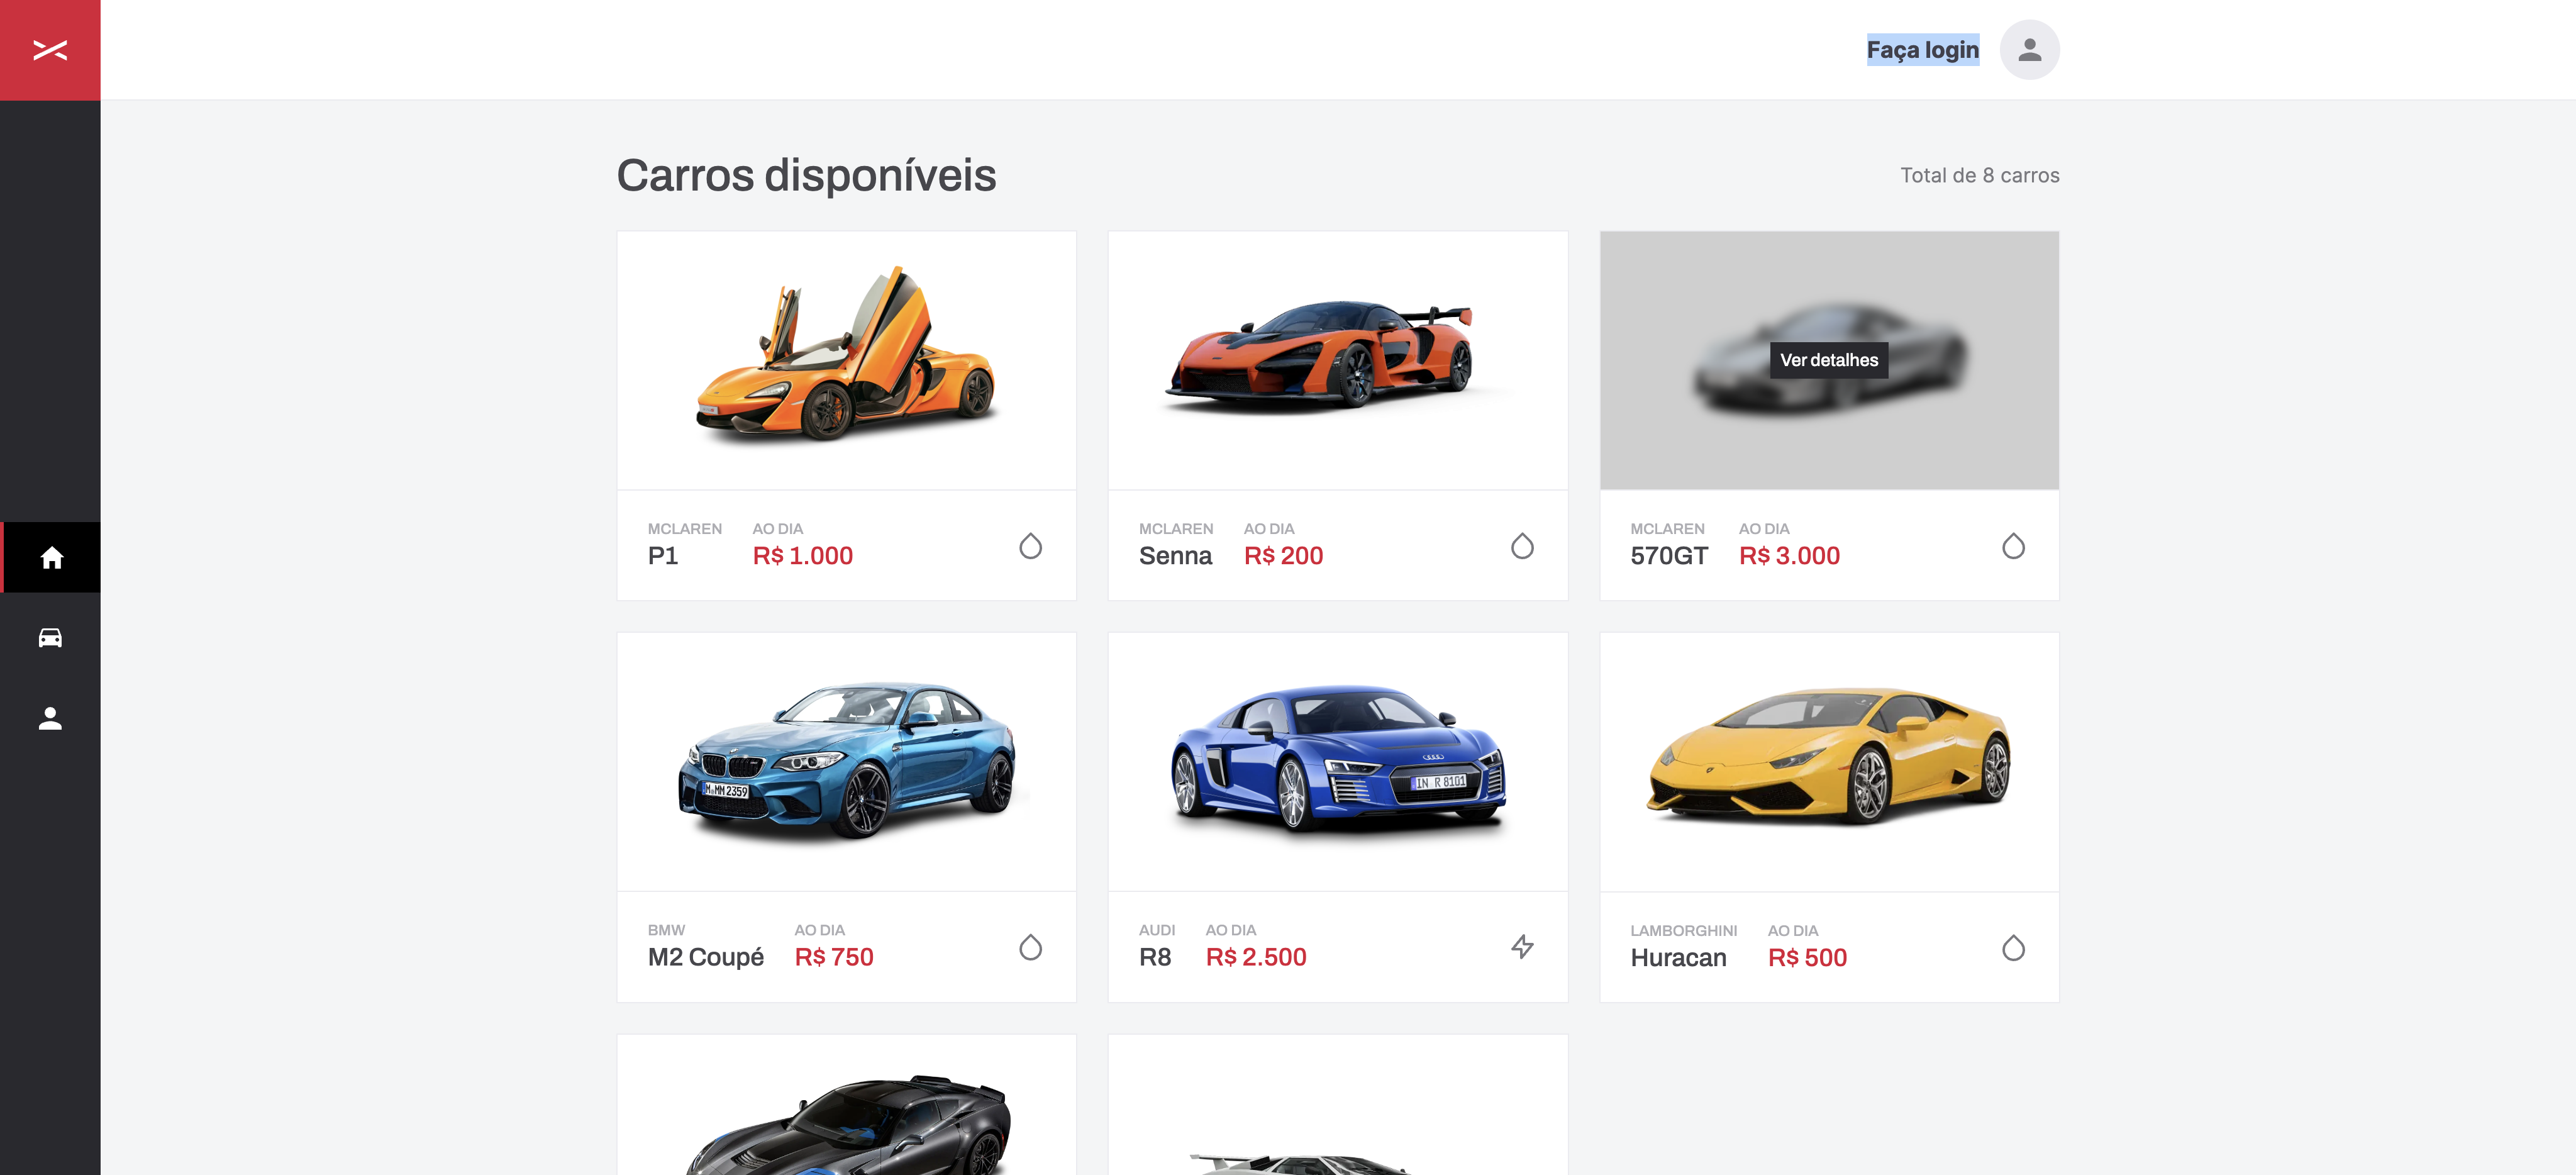 Faça login
Carros disponíveis
Total de 8 carros
Ver detalhes
MCLAREN AO DIA
P1 R$ 1.000
MCLAREN AO DIA
Senna R$ 200
MCLAREN AO DIA
570GT R$ 3.000
M MM 2359
IN R 8101
BMW AO DIA
M2 Coupé R$ 750
AUDI AO DIA
R8 R$ 2.500
LAMBORGHINI AO DIA
Huracan R$ 500